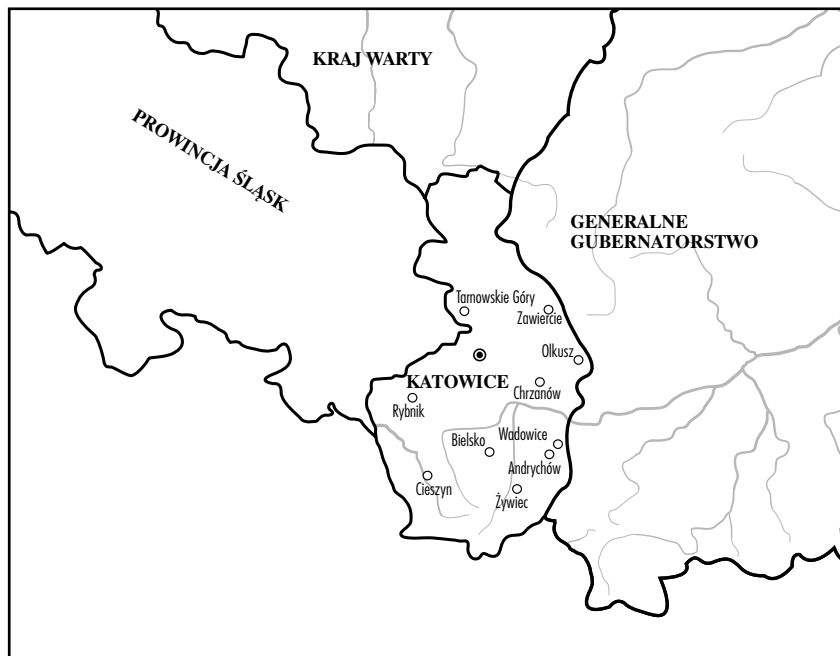 KRAJ WARTY
PROWINCJA ŚLĄSK
GENERALNE
GUBERNATORSTWO
Tarnowskie Góry
Zawiercie
Olkusz
KATOWICE
Chrzanów
Rybnik
Bielsko
Wadowice
Andrychów
Cieszyn
Żywiec